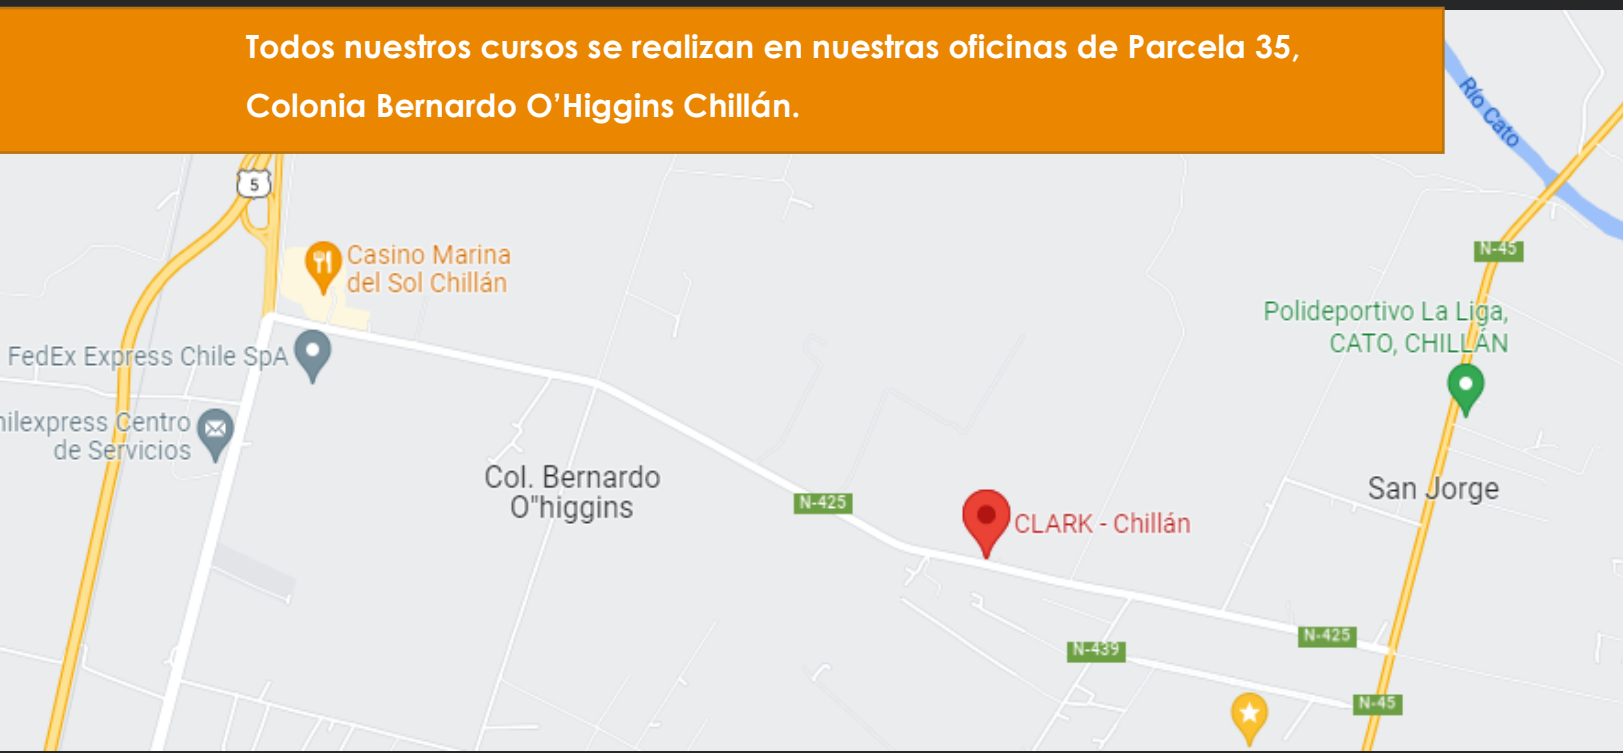 Todos nuestros cursos se realizan en nuestras oficinas de Parcela 35,
Colonia Bernardo O’Higgins Chillán.
Río Cato
5
N-45
Casino Marina
del Sol Chillán
Polideportivo La Liga,
CATO, CHILLÁN
FedEx Express Chile SpA
hilexpress Centro
de Servicios
Col. Bernardo
O"higgins
San Jorge
N-425
CLARK - Chillán
N-425
N-439
N-45